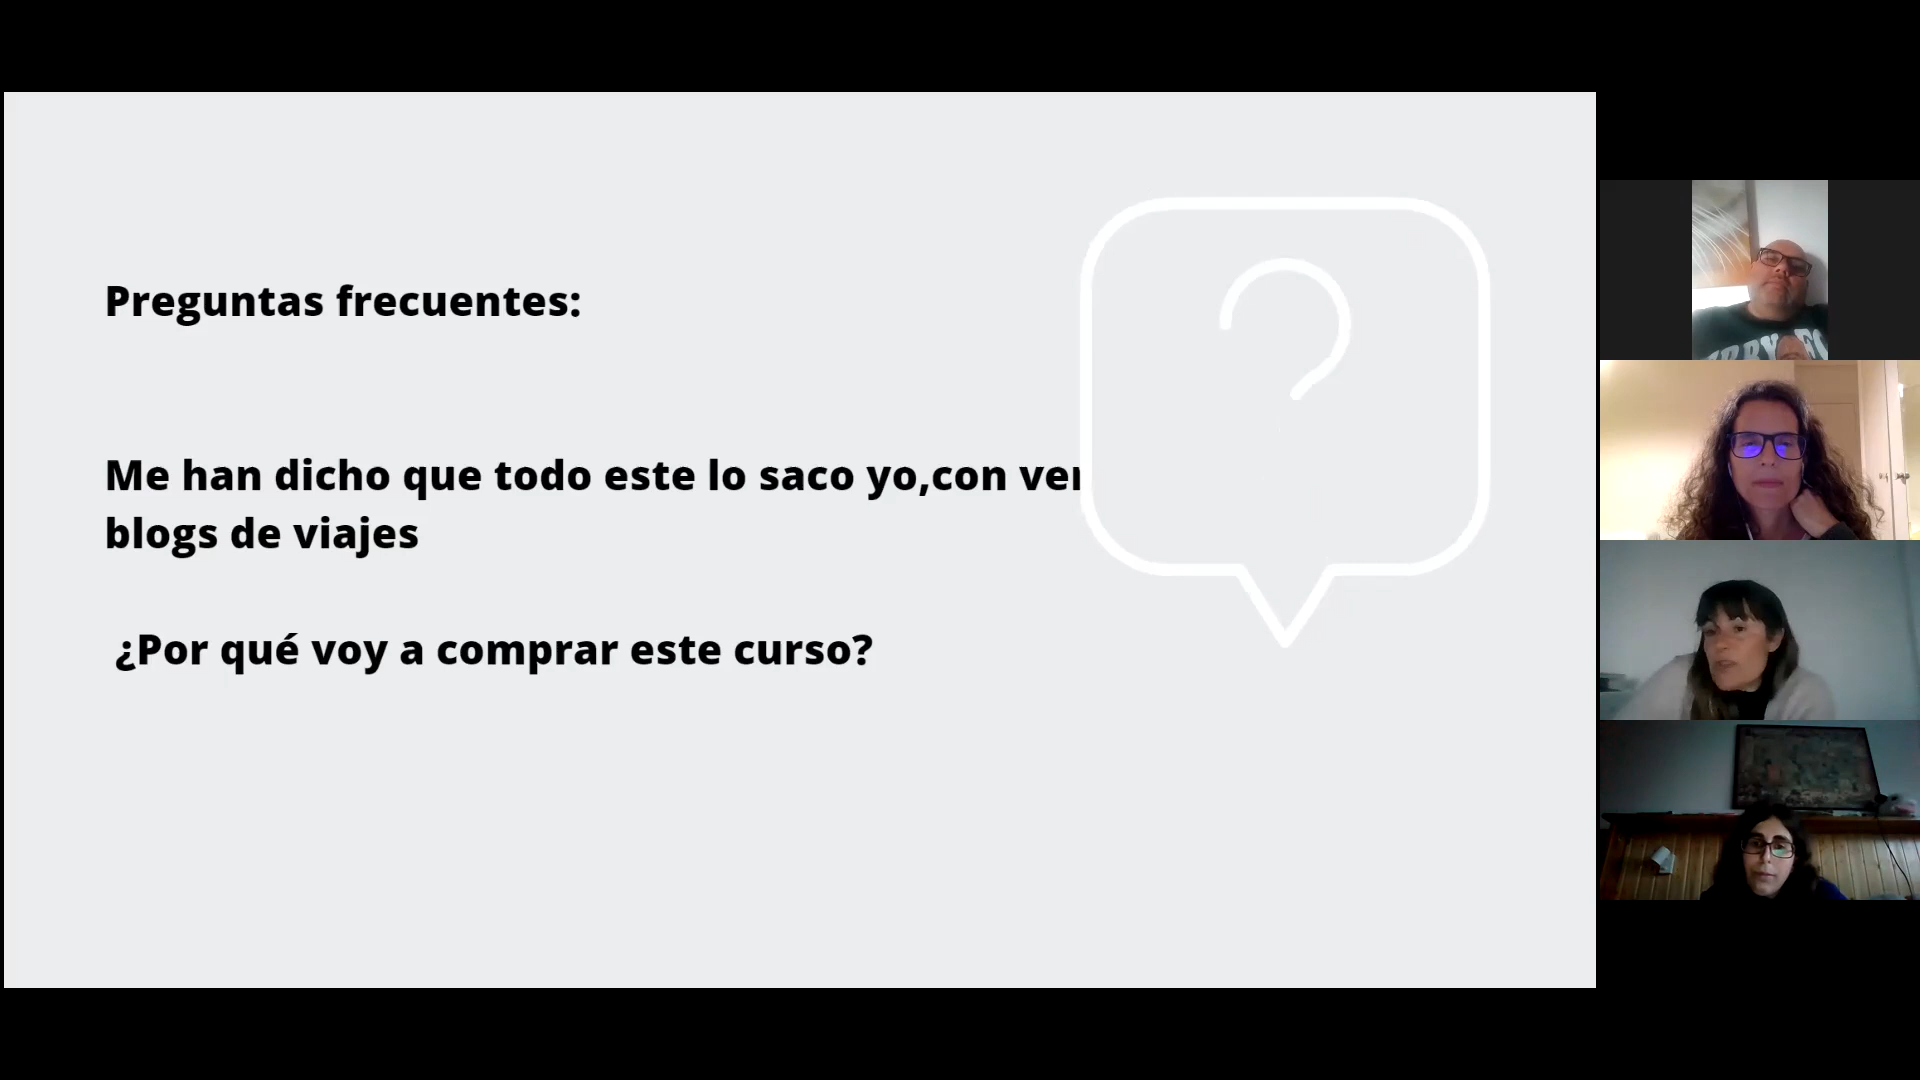 Preguntas frecuentes:
Me han dicho que todo este lo saco yo,con ver
blogs de viajes
¿Por qué voy a comprar este curso?